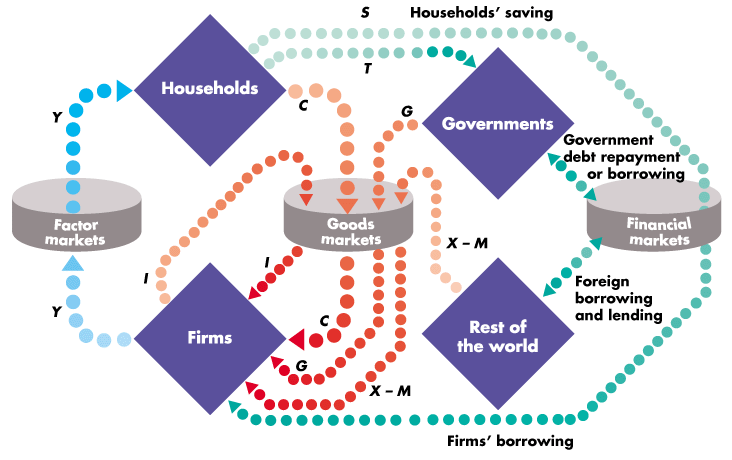 S
Households' saving
T
Households
C
Y
G
Governments
Government
debt repayment
or borrowing
Factor
markets
Goods
markets
Financial
markets
X – M
I
I
Foreign
borrowing
and lending
Y
C
Firms
Rest of
the world
G
X – M
Firms' borrowing